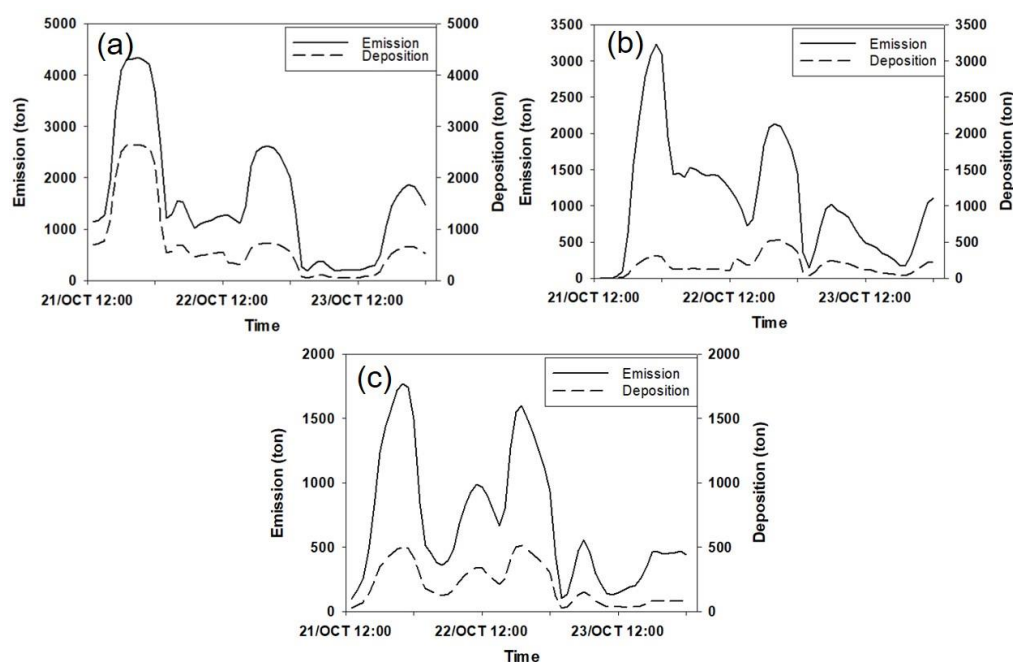 (a)
Emission
Deposition
Emission (ton)
Deposition (ton)
5000
4000
3000
2000
1000
0
5000
4000
3000
2000
1000
0
21/OCT 12:00 22/OCT 12:00 23/OCT 12:00
Time
(b)
Emission
Deposition
Emission (ton)
Deposition (ton)
3500
3000
2500
2000
1500
1000
500
0
3500
3000
2500
2000
1500
1000
500
0
21/OCT 12:00 22/OCT 12:00 23/OCT 12:00
Time
(c)
Emission
Deposition
Emission (ton)
Deposition (ton)
2000
1500
1000
500
0
2000
1500
1000
500
0
21/OCT 12:00 22/OCT 12:00 23/OCT 12:00
Time